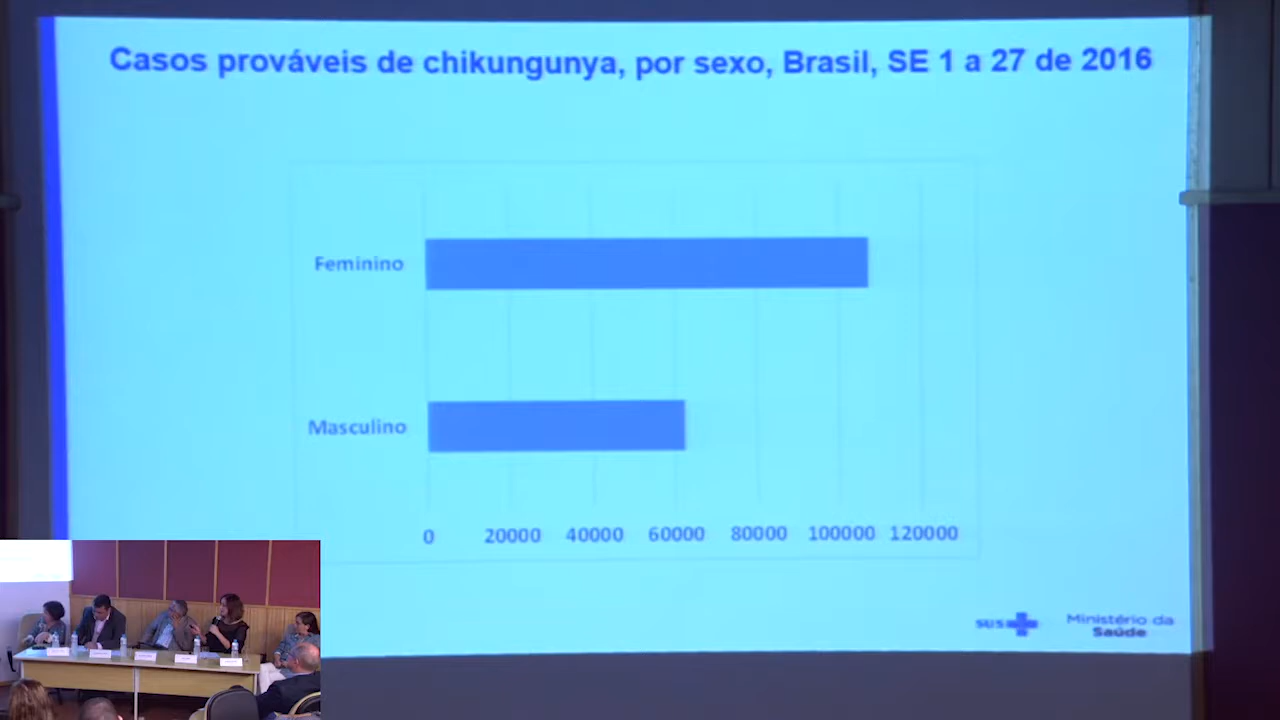 Casos prováveis de chikungunya, por sexo, Brasil, SE 1 a 27 de 2016
Feminino
Masculino
0 20000 40000 60000 80000 100000 120000
SUS Ministério da
Saúde